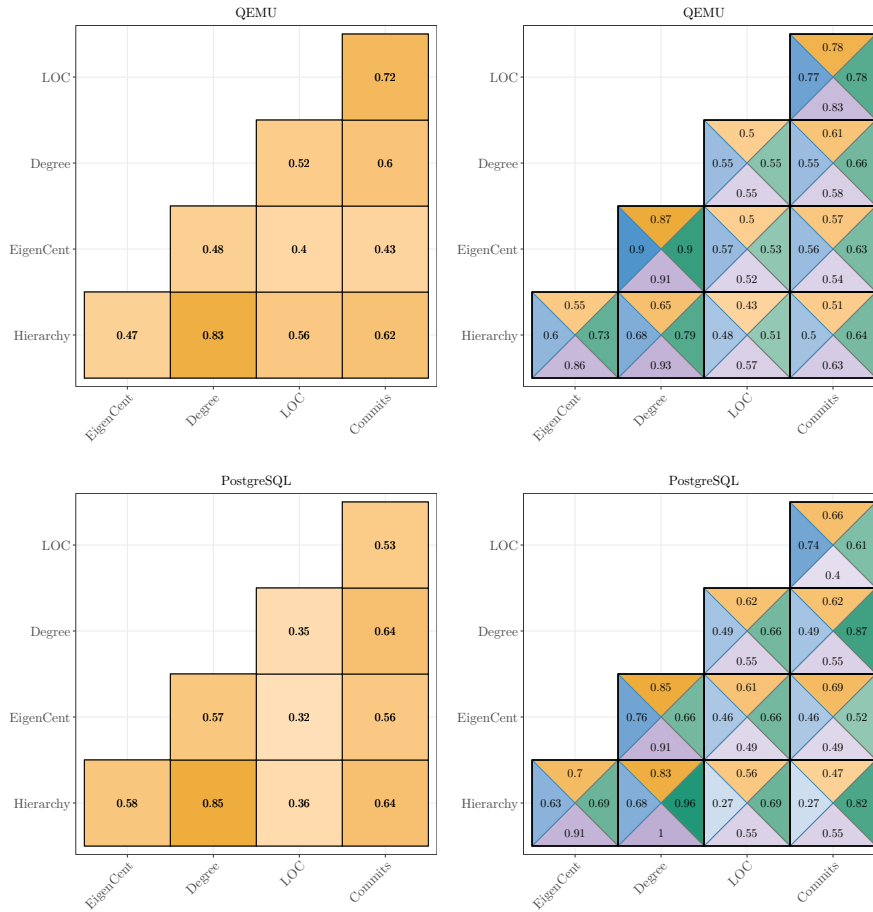 QEMU
LOC
Degree
EigenCent
Hierarchy
0.72
0.52 0.6
0.48 0.4 0.43
0.47 0.83 0.56 0.62
EigenCent Degree LOC Commits
QEMU
LOC
Degree
EigenCent
Hierarchy
0.78
0.77 0.78
0.83
0.5 0.61
0.55 0.55 0.55 0.66
0.55 0.58
0.87 0.5 0.57
0.9 0.9 0.57 0.53 0.56 0.63
0.91 0.52 0.54
0.55 0.65 0.43 0.51
0.6 0.73 0.68 0.79 0.48 0.51 0.5 0.64
0.86 0.93 0.57 0.63
EigenCent Degree LOC Commits
PostgreSQL
LOC
Degree
EigenCent
Hierarchy
0.53
0.35 0.64
0.57 0.32 0.56
0.58 0.85 0.36 0.64
EigenCent Degree LOC Commits
PostgreSQL
LOC
Degree
EigenCent
Hierarchy
0.66
0.74 0.61
0.4
0.62 0.62
0.49 0.66 0.49 0.87
0.55 0.55
0.85 0.61 0.69
0.76 0.66 0.46 0.66 0.46 0.52
0.91 0.49 0.49
0.7 0.83 0.56 0.47
0.63 0.69 0.68 0.96 0.27 0.69 0.27 0.82
0.91 1 0.55 0.55
EigenCent Degree LOC Commits